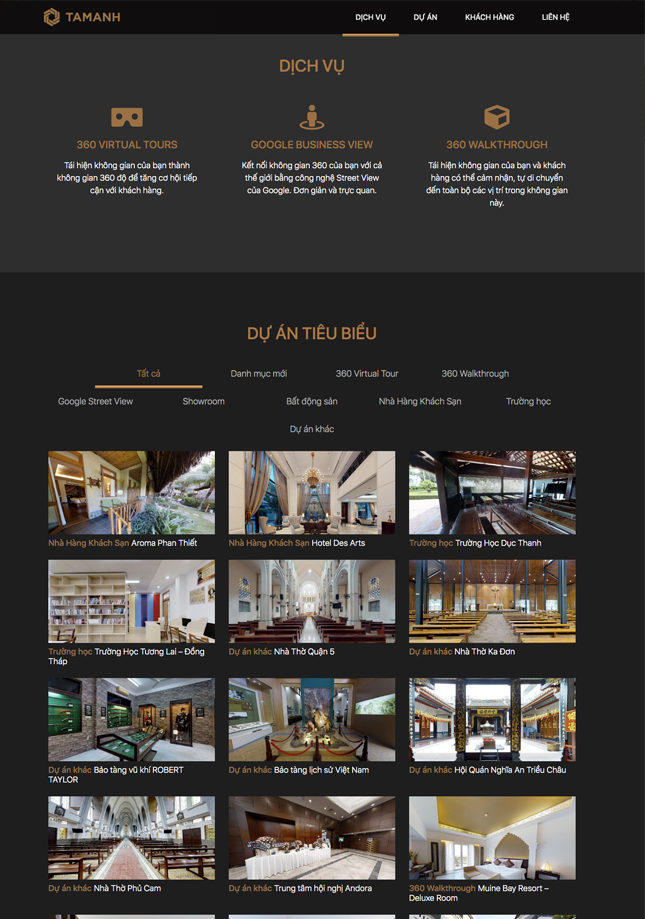 TAMANH
DỊCH VỤ
DỰ ÁN
KHÁCH HÀNG
LIÊN HỆ
DỊCH VỤ
360 VIRTUAL TOURS
Tái hiện không gian của bạn thành
không gian 360 độ để tăng cơ hội tiếp
cận với khách hàng.
GOOGLE BUSINESS VIEW
Kết nối không gian 360 của bạn với cả
thế giới bằng công nghệ Street View
của Google. Đơn giản và trực quan.
360 WALKTHROUGH
Tái hiện không gian của bạn và khách
hàng có thể cảm nhận, tự di chuyển
đến toàn bộ các vị trí trong không gian
này.
DỰ ÁN TIÊU BIỂU
Tất cả
Danh mục mới
360 Virtual Tour
360 Walkthrough
Google Street View
Showroom
Bất động sản
Nhà Hàng Khách Sạn
Trường học
Dự án khác
Nhà Hàng Khách Sạn Aroma Phan Thiết
Nhà Hàng Khách Sạn Hotel Des Arts
Trường học Trường Học Dục Thanh
Trường học Trường Học Tương Lai – Đồng
Tháp
Dự án khác Nhà Thờ Quận 5
Dự án khác Nhà Thờ Ka Đơn
Dự án khác Bảo tàng vũ khí ROBERT
TAYLOR
Dự án khác Bảo tàng lịch sử Việt Nam
Dự án khác Hội Quán Nghĩa An Triều Châu
Dự án khác Nhà Thờ Phủ Cam
Dự án khác Trung tâm hội nghị Andora
360 Walkthrough Muine Bay Resort –
Deluxe Room